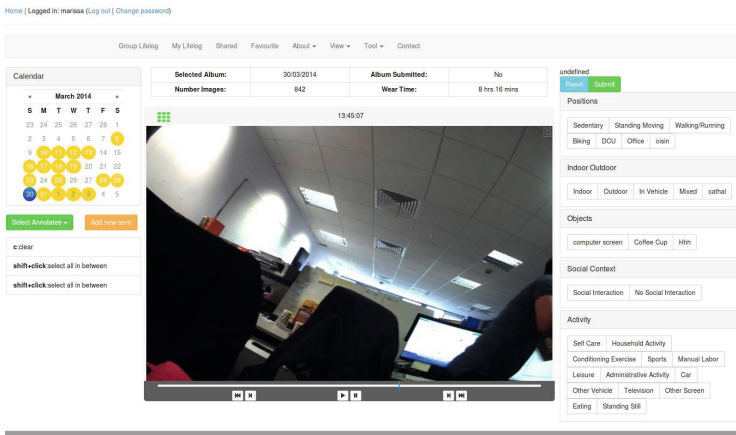 Home | Logged in: marissa (Log out | Change password)
Group Lifelog My Lifelog Shared Favourite About View Tool Contact
Calendar
« March 2014 »
S M T W T F S
23 24 25 26 27 28 1
2 3 4 5 6 7 8
9 10 11 12 13 14 15
16 17 18 19 20 21 22
23 24 25 26 27 28 29
30 31 1 2 3 4 5
Select Annotatee Add new term
c:clear
shift+click:select all in between
shift+click:select all in between
Selected Album: 30/03/2014 Album Submitted: No
Number Images: 842 Wear Time: 8 hrs 16 mins
13:45:07
undefined
Reset Submit
Positions
Sedentary Standing Moving Walking/Running
Biking DCU Office oisin
Indoor Outdoor
Indoor Outdoor In Vehicle Mixed cathal
Objects
computer screen Coffee Cup Hhh
Social Context
Social Interaction No Social Interaction
Activity
Self Care Household Activity
Conditioning Exercise Sports Manual Labor
Leisure Administrative Activity Car
Other Vehicle Television Other Screen
Eating Standing Still